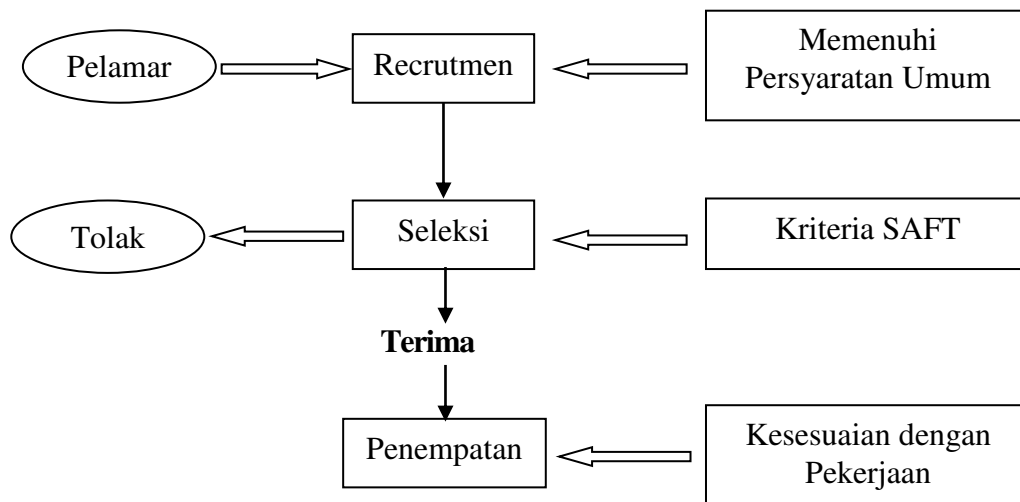 Pelamar
Recrutmen
Memenuhi
Persyaratan Umum
Tolak
Seleksi
Kriteria SAFT
Terima
Penempatan
Kesesuaian dengan
Pekerjaan